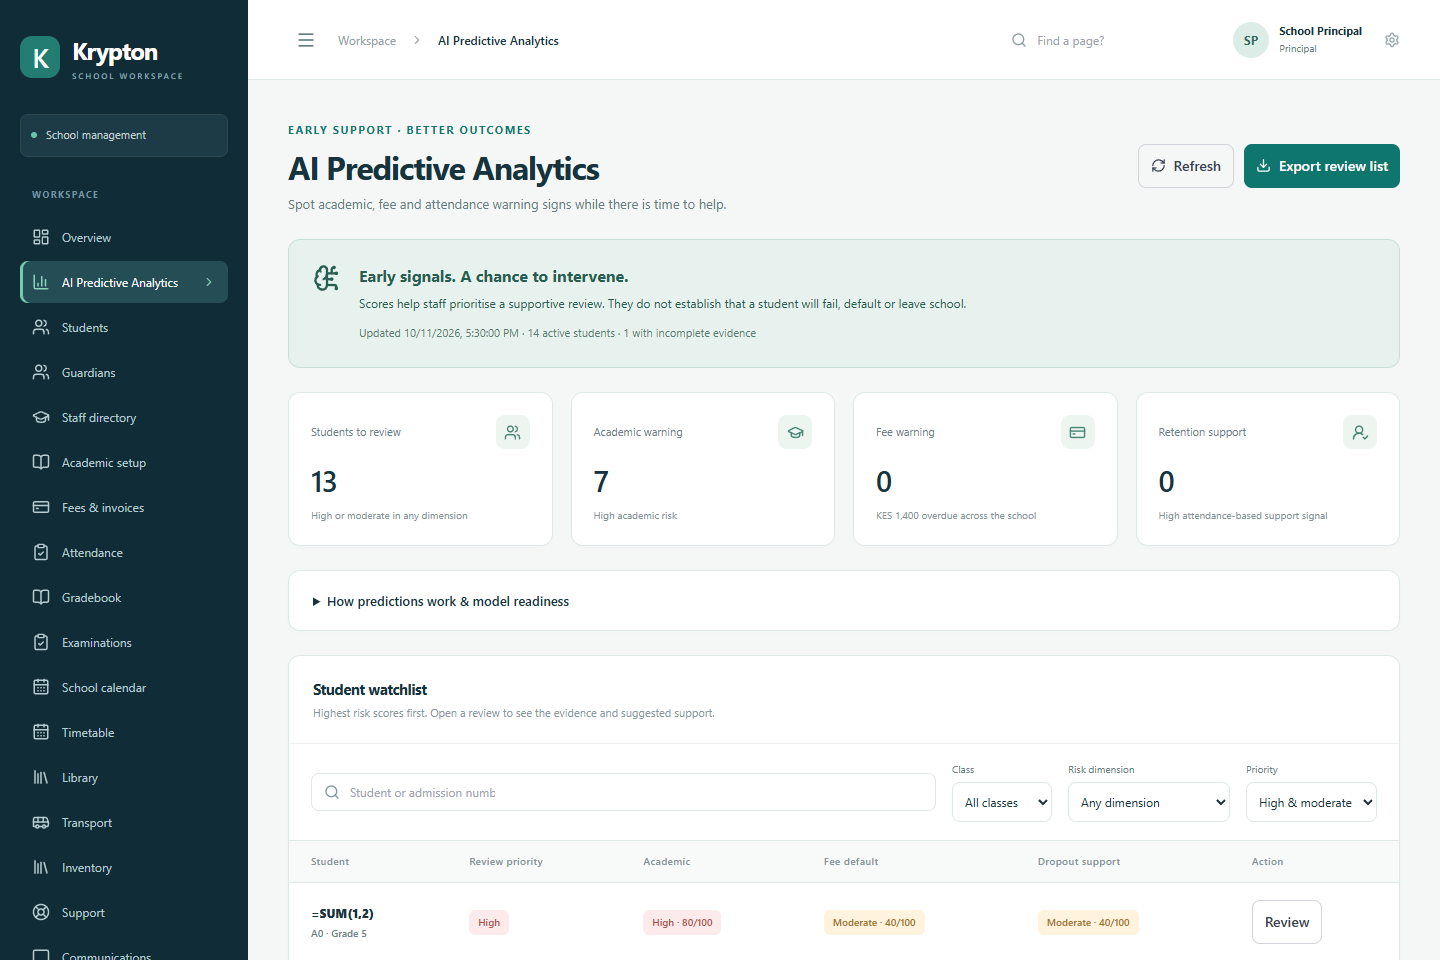 K
Krypton
SCHOOL WORKSPACE
School management
WORKSPACE
Overview
AI Predictive Analytics
Students
Guardians
Staff directory
Academic setup
Fees & invoices
Attendance
Gradebook
Examinations
School calendar
Timetable
Library
Transport
Inventory
Support
Communications
Workspace
AI Predictive Analytics
Find a page?
SP
School Principal
Principal
EARLY SUPPORT · BETTER OUTCOMES
AI Predictive Analytics
Spot academic, fee and attendance warning signs while there is time to help.
Refresh
Export review list
Early signals. A chance to intervene.
Scores help staff prioritise a supportive review. They do not establish that a student will fail, default or leave school.
Updated 10/11/2026, 5:30:00 PM · 14 active students · 1 with incomplete evidence
Students to review
13
High or moderate in any dimension
Academic warning
7
High academic risk
Fee warning
0
KES 1,400 overdue across the school
Retention support
0
High attendance-based support signal
How predictions work & model readiness
Student watchlist
Highest risk scores first. Open a review to see the evidence and suggested support.
Student or admission numb
Class
All classes
Risk dimension
Any dimension
Priority
High & moderate
Student Review priority Academic Fee default Dropout support Action
=SUM(1,2)
A0 · Grade 5
High
High · 80/100
Moderate · 40/100
Moderate · 40/100
Review